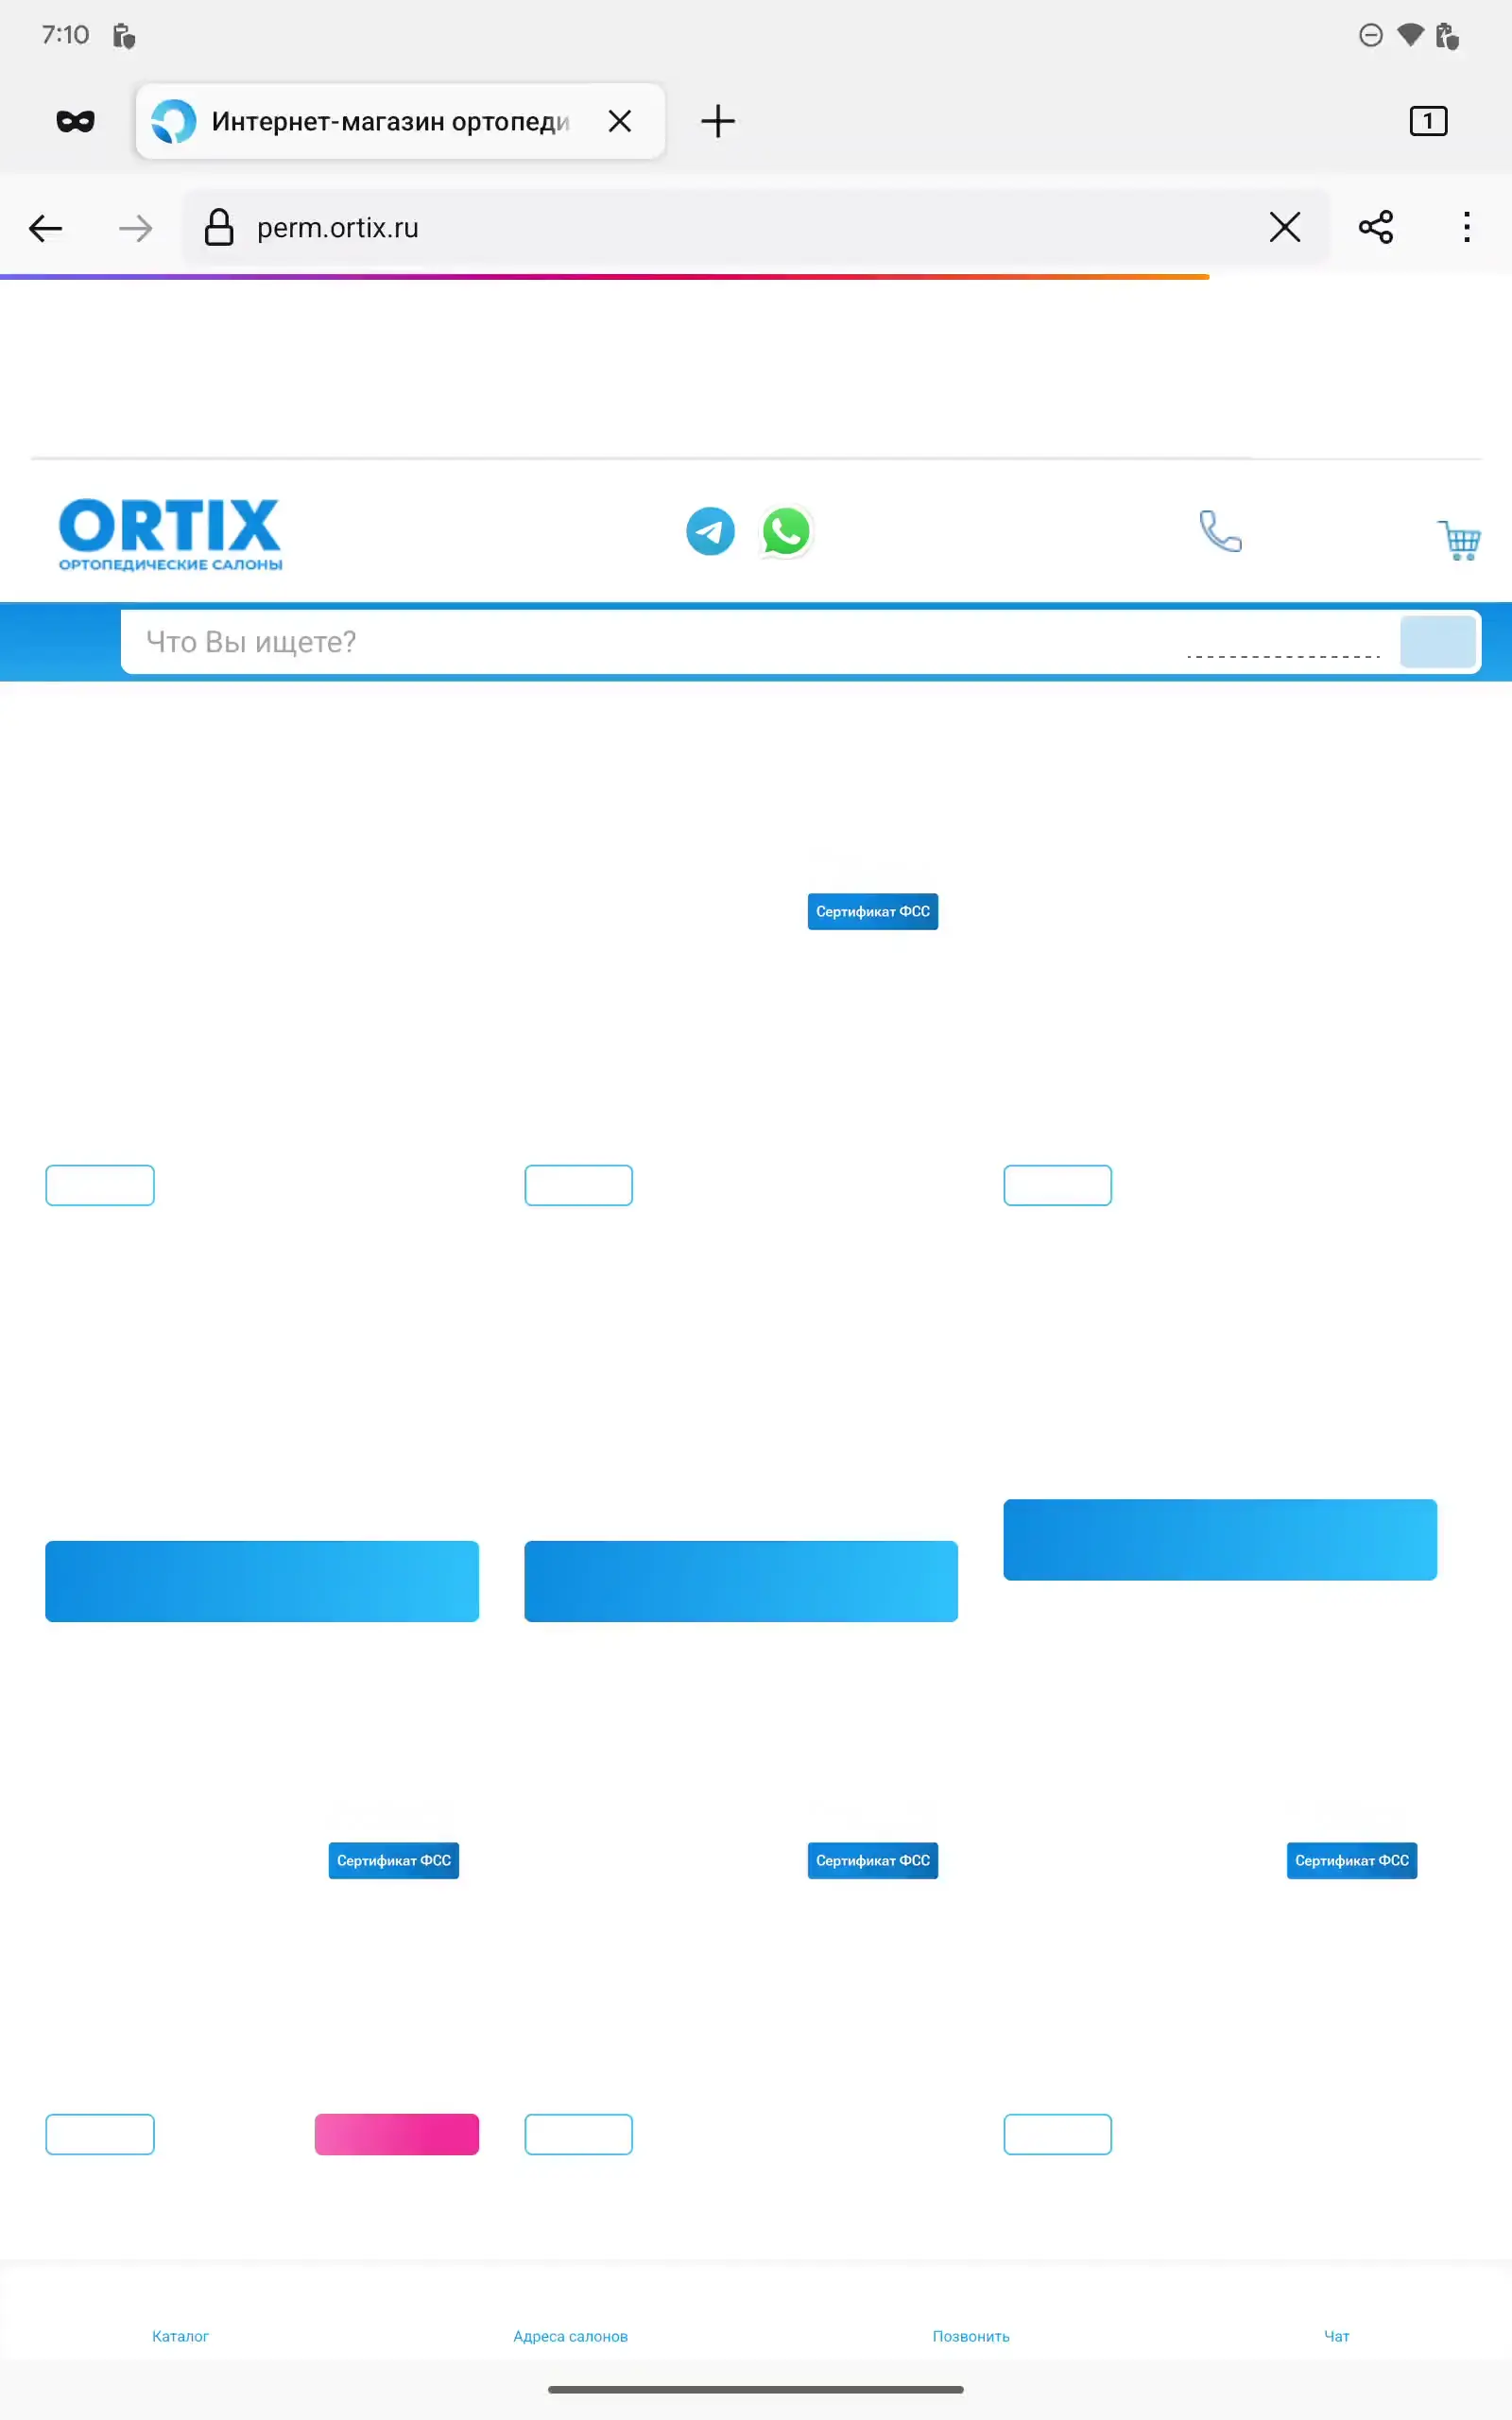 7:10
Интернет-магазин ортопеди
1
perm.ortix.ru
ORTIX
ОРТОПЕДИЧЕСКИЕ САЛОНЫ
Что Вы ищете?
Сертификат ФСС
Сертификат ФСС
Сертификат ФСС
Сертификат ФСС
Каталог
Адреса салонов
Позвонить
Чат